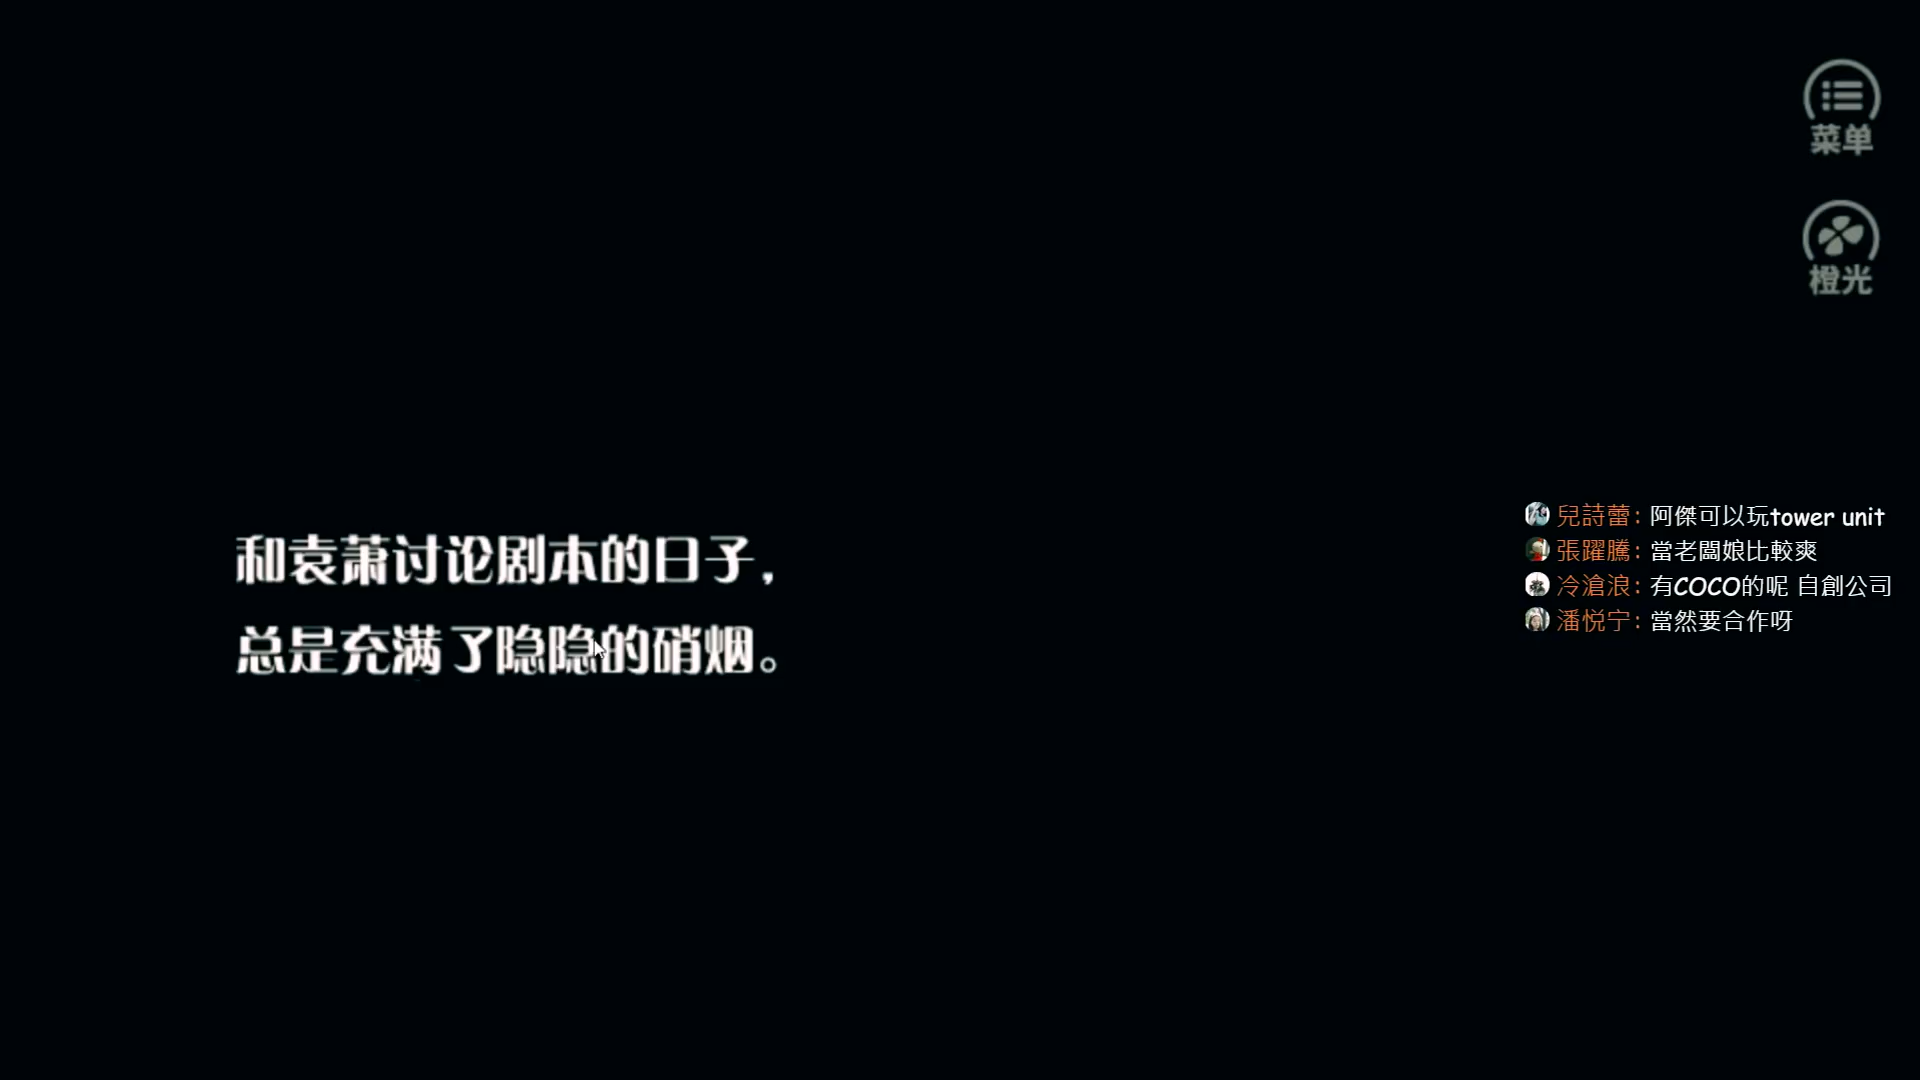 菜单
橙光
和袁萧讨论剧本的日子，
总是充满了隐隐的硝烟。
兒詩蕾: 阿傑可以玩tower unit
張躍騰: 當老闆娘比較爽
冷滄浪: 有COCO的呢 自創公司
潘悦宁: 當然要合作呀